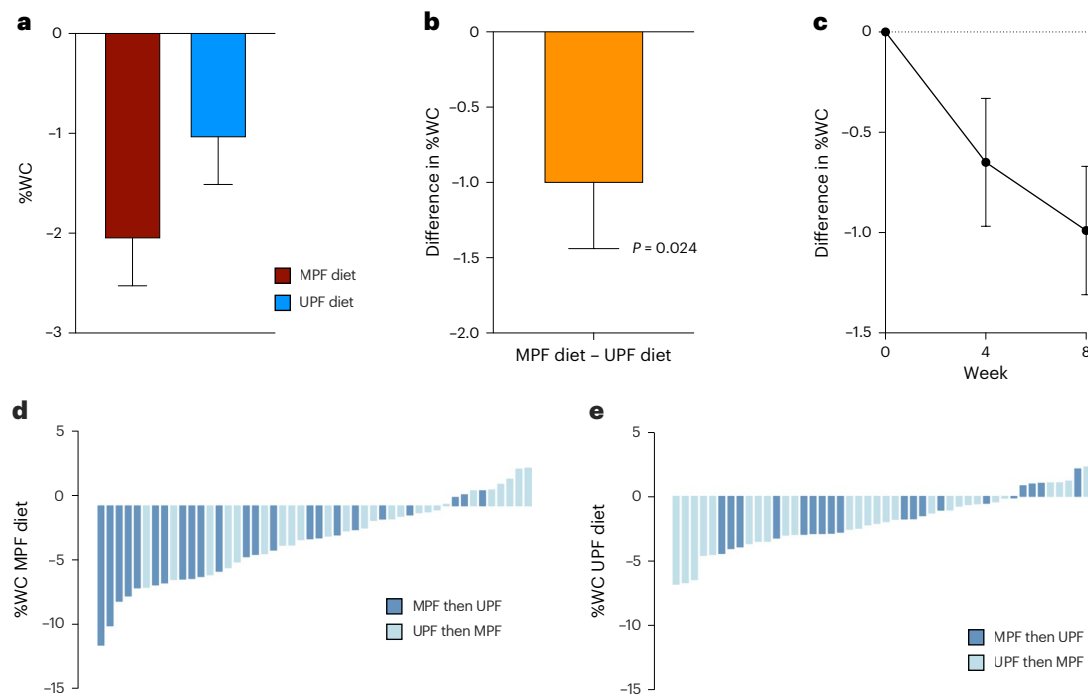 a
0
−1
−2
−3
%WC
MPF diet
UPF diet
b
0
−0.5
−1.0
−1.5
−2.0
Difference in %WC
P = 0.024
MPF diet – UPF diet
c
0
−0.5
−1.0
−1.5
Difference in %WC
0
4
8
Week
d
5
0
−5
−10
−15
%WC MPF diet
MPF then UPF
UPF then MPF
e
5
0
−5
−10
−15
%WC UPF diet
MPF then UPF
UPF then MPF